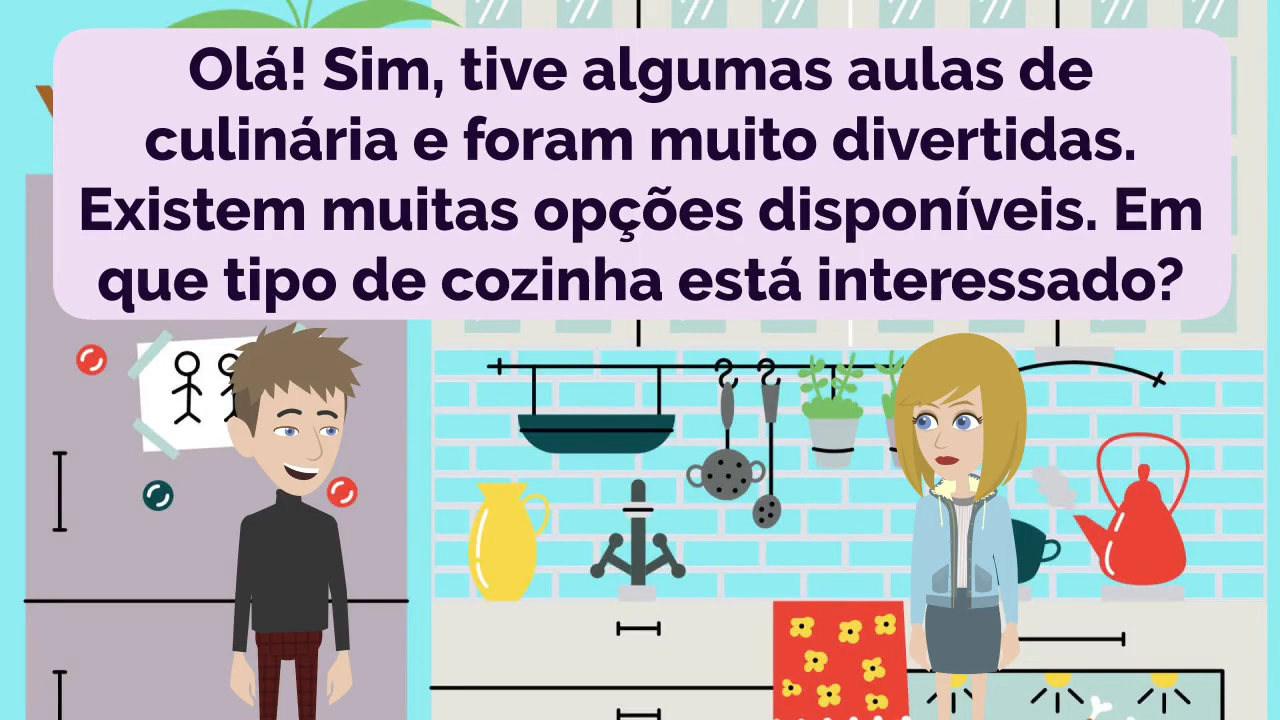 Olá! Sim, tive algumas aulas de
culinária e foram muito divertidas.
Existem muitas opções disponíveis. Em
que tipo de cozinha está interessado?